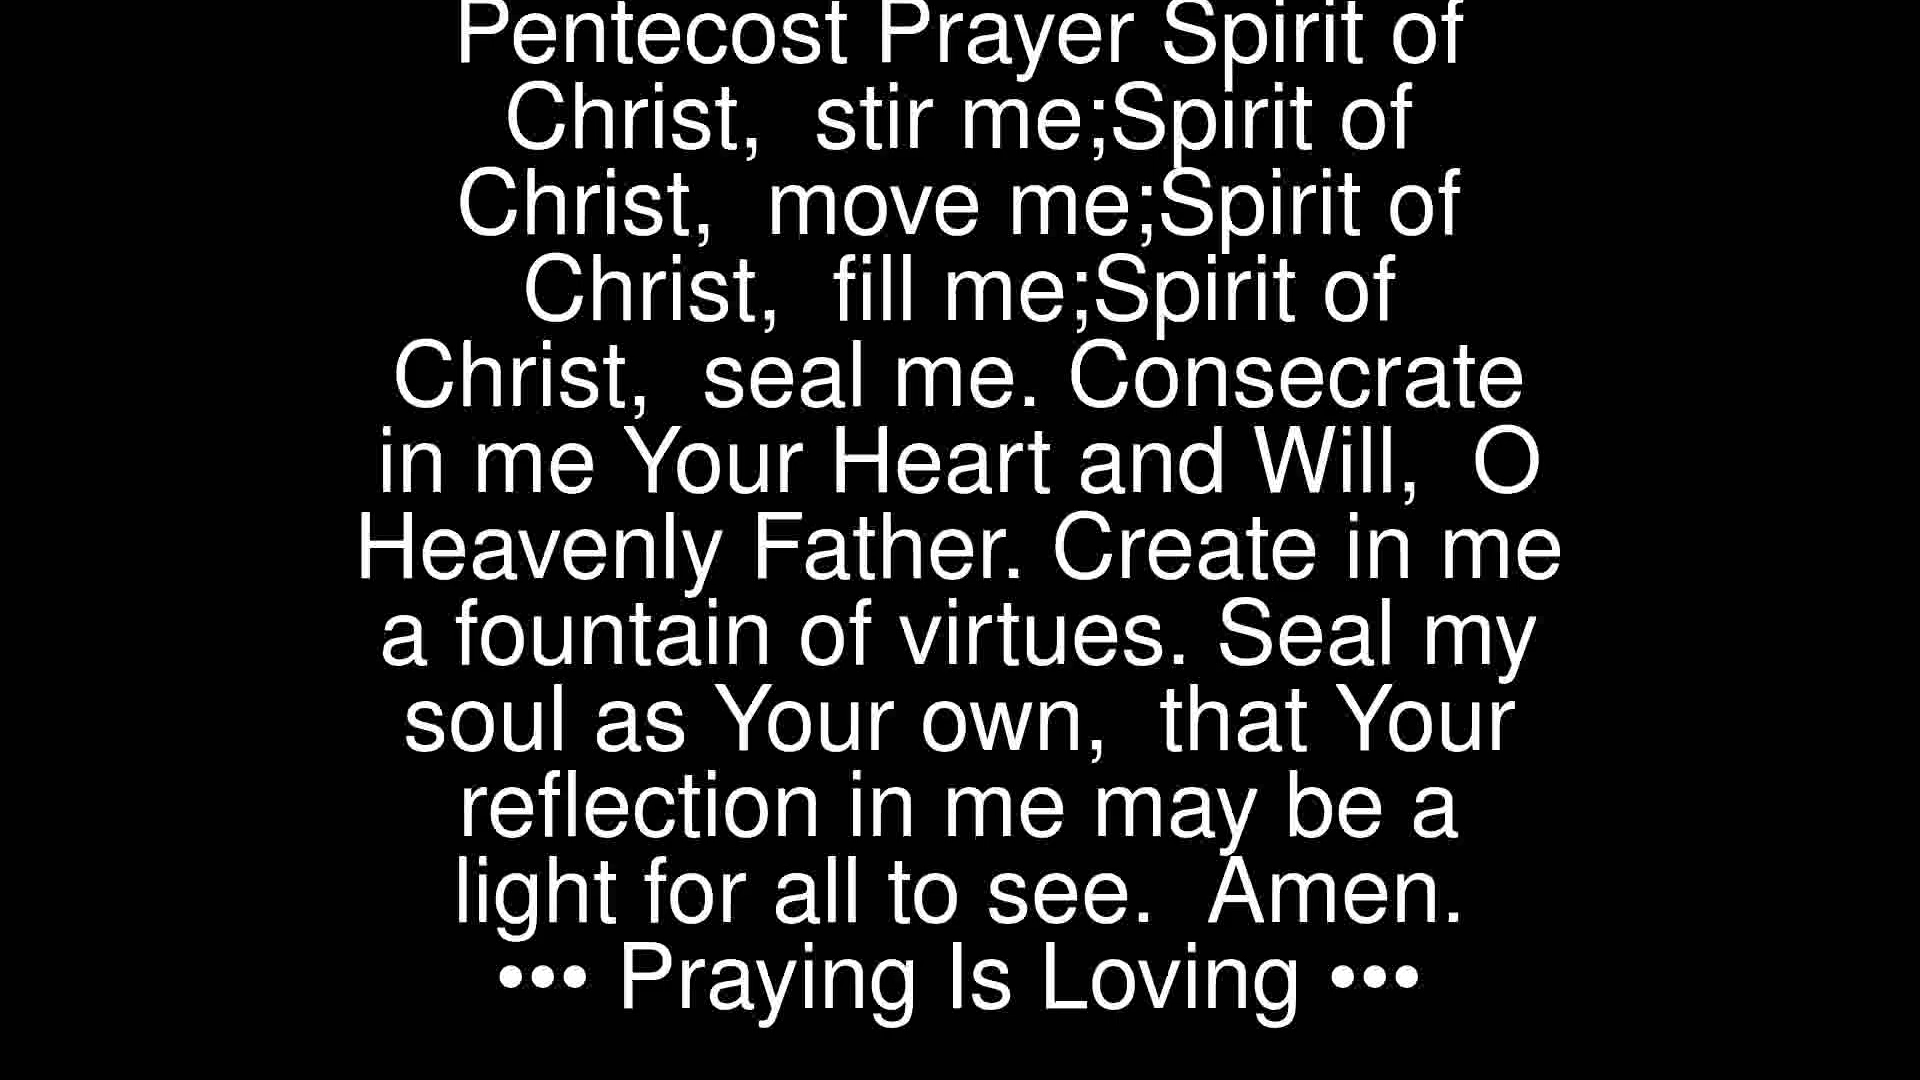 Pentecost Prayer Spirit of
Christ,  stir me;Spirit of
Christ,  move me;Spirit of
Christ,  fill me;Spirit of
Christ,  seal me. Consecrate
in me Your Heart and Will,  O
Heavenly Father. Create in me
a fountain of virtues. Seal my
soul as Your own,  that Your
reflection in me may be a
light for all to see.  Amen.
••• Praying Is Loving •••